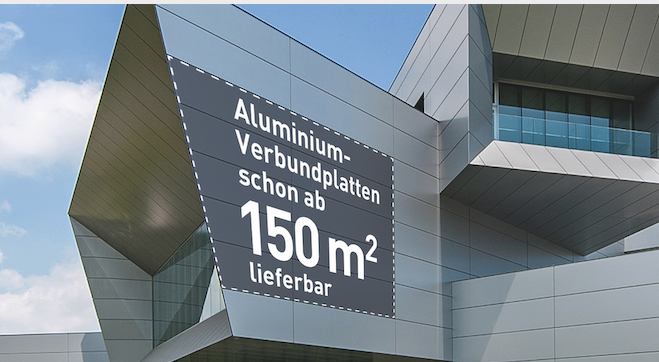 Aluminium-
Verbundplatten
schon ab
150 m²
lieferbar